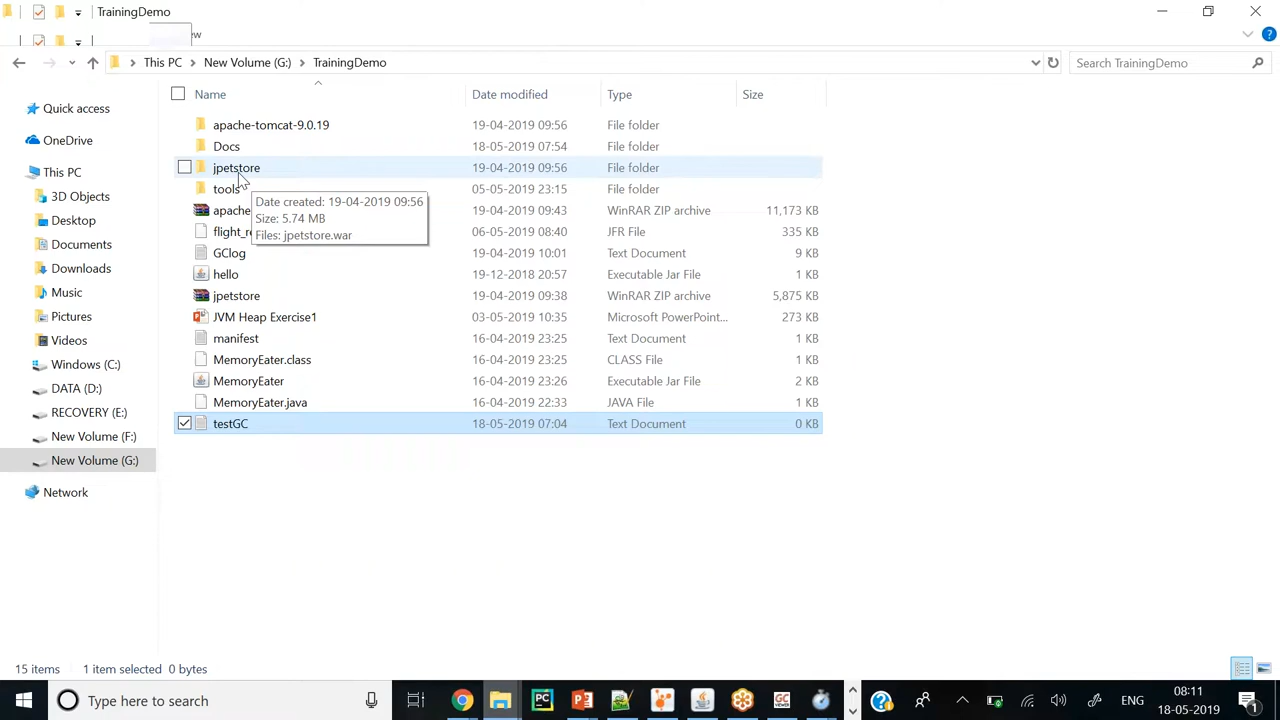 TrainingDemo
ew
This PC New Volume (G:) TrainingDemo
Search TrainingDemo
Quick access
OneDrive
This PC
3D Objects
Desktop
Documents
Downloads
Music
Pictures
Videos
Windows (C:)
DATA (D:)
RECOVERY (E:)
New Volume (F:)
New Volume (G:)
Network
Name Date modified Type Size
apache-tomcat-9.0.19 19-04-2019 09:56 File folder
Docs 18-05-2019 07:54 File folder
jpetstore 19-04-2019 09:56 File folder
tools 05-05-2019 23:15 File folder
apache 19-04-2019 09:43 WinRAR ZIP archive 11,173 KB
flight_re 06-05-2019 08:40 JFR File 335 KB
GClog 19-04-2019 10:01 Text Document 9 KB
hello 19-12-2018 20:57 Executable Jar File 1 KB
jpetstore 19-04-2019 09:38 WinRAR ZIP archive 5,875 KB
JVM Heap Exercise1 03-05-2019 10:35 Microsoft PowerPoint... 273 KB
manifest 16-04-2019 23:25 Text Document 1 KB
MemoryEater.class 16-04-2019 23:25 CLASS File 1 KB
MemoryEater 16-04-2019 23:26 Executable Jar File 2 KB
MemoryEater.java 16-04-2019 22:33 JAVA File 1 KB
testGC 18-05-2019 07:04 Text Document 0 KB
Date created: 19-04-2019 09:56
Size: 5.74 MB
Files: jpetstore.war
15 items 1 item selected 0 bytes
Type here to search
PC
GC
VIEWER
ENG
08:11
18-05-2019
1